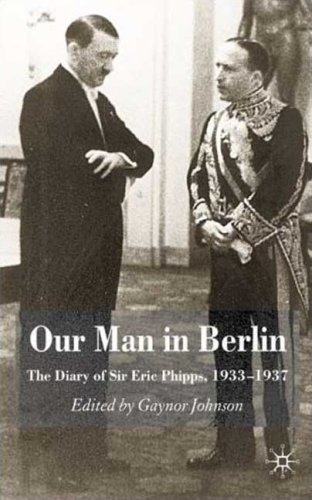 Our Man in Berlin
The Diary of Sir Eric Phipps, 1933–1937
Edited by Gaynor Johnson